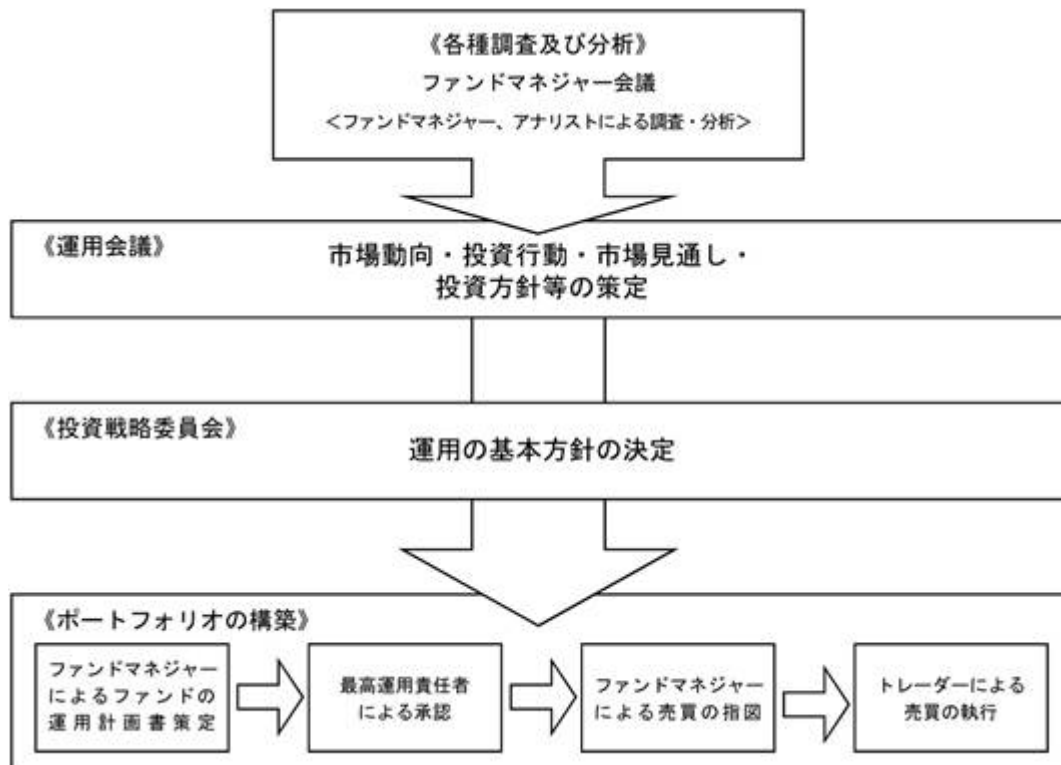 《各種調査及び分析》
ファンドマネジャー会議
＜ファンドマネジャー、アナリストによる調査・分析＞
《運用会議》
市場動向・投資行動・市場見通し・
投資方針等の策定
《投資戦略委員会》
運用の基本方針の決定
《ポートフォリオの構築》
ファンドマネジャー
によるファンドの
運用計画書策定
最高運用責任者
による承認
ファンドマネジャー
による売買の指図
トレーダーによる
売買の執行